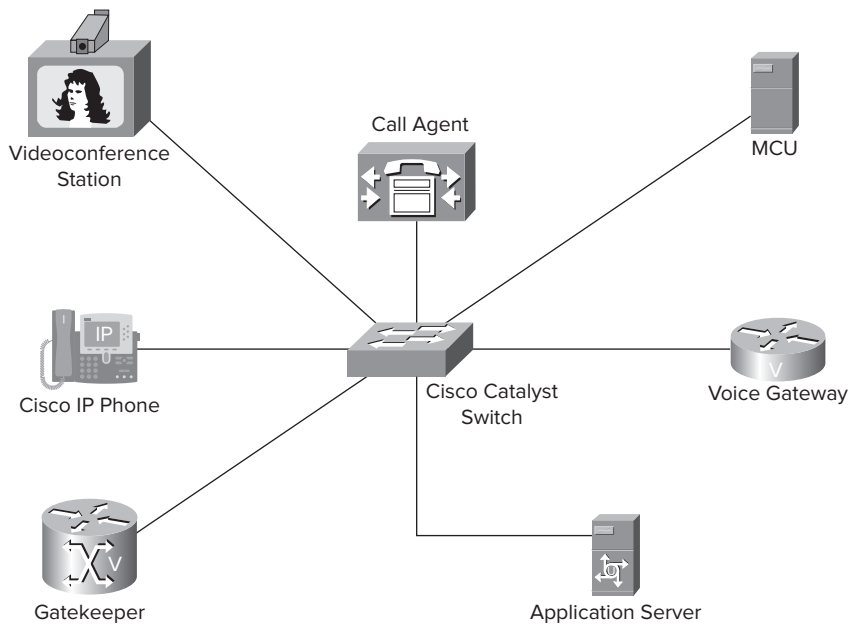 Call Agent
MCU
Videoconference
Station
IP
Cisco IP Phone
Cisco Catalyst
Switch
V
Voice Gateway
V
Gatekeeper
Application Server